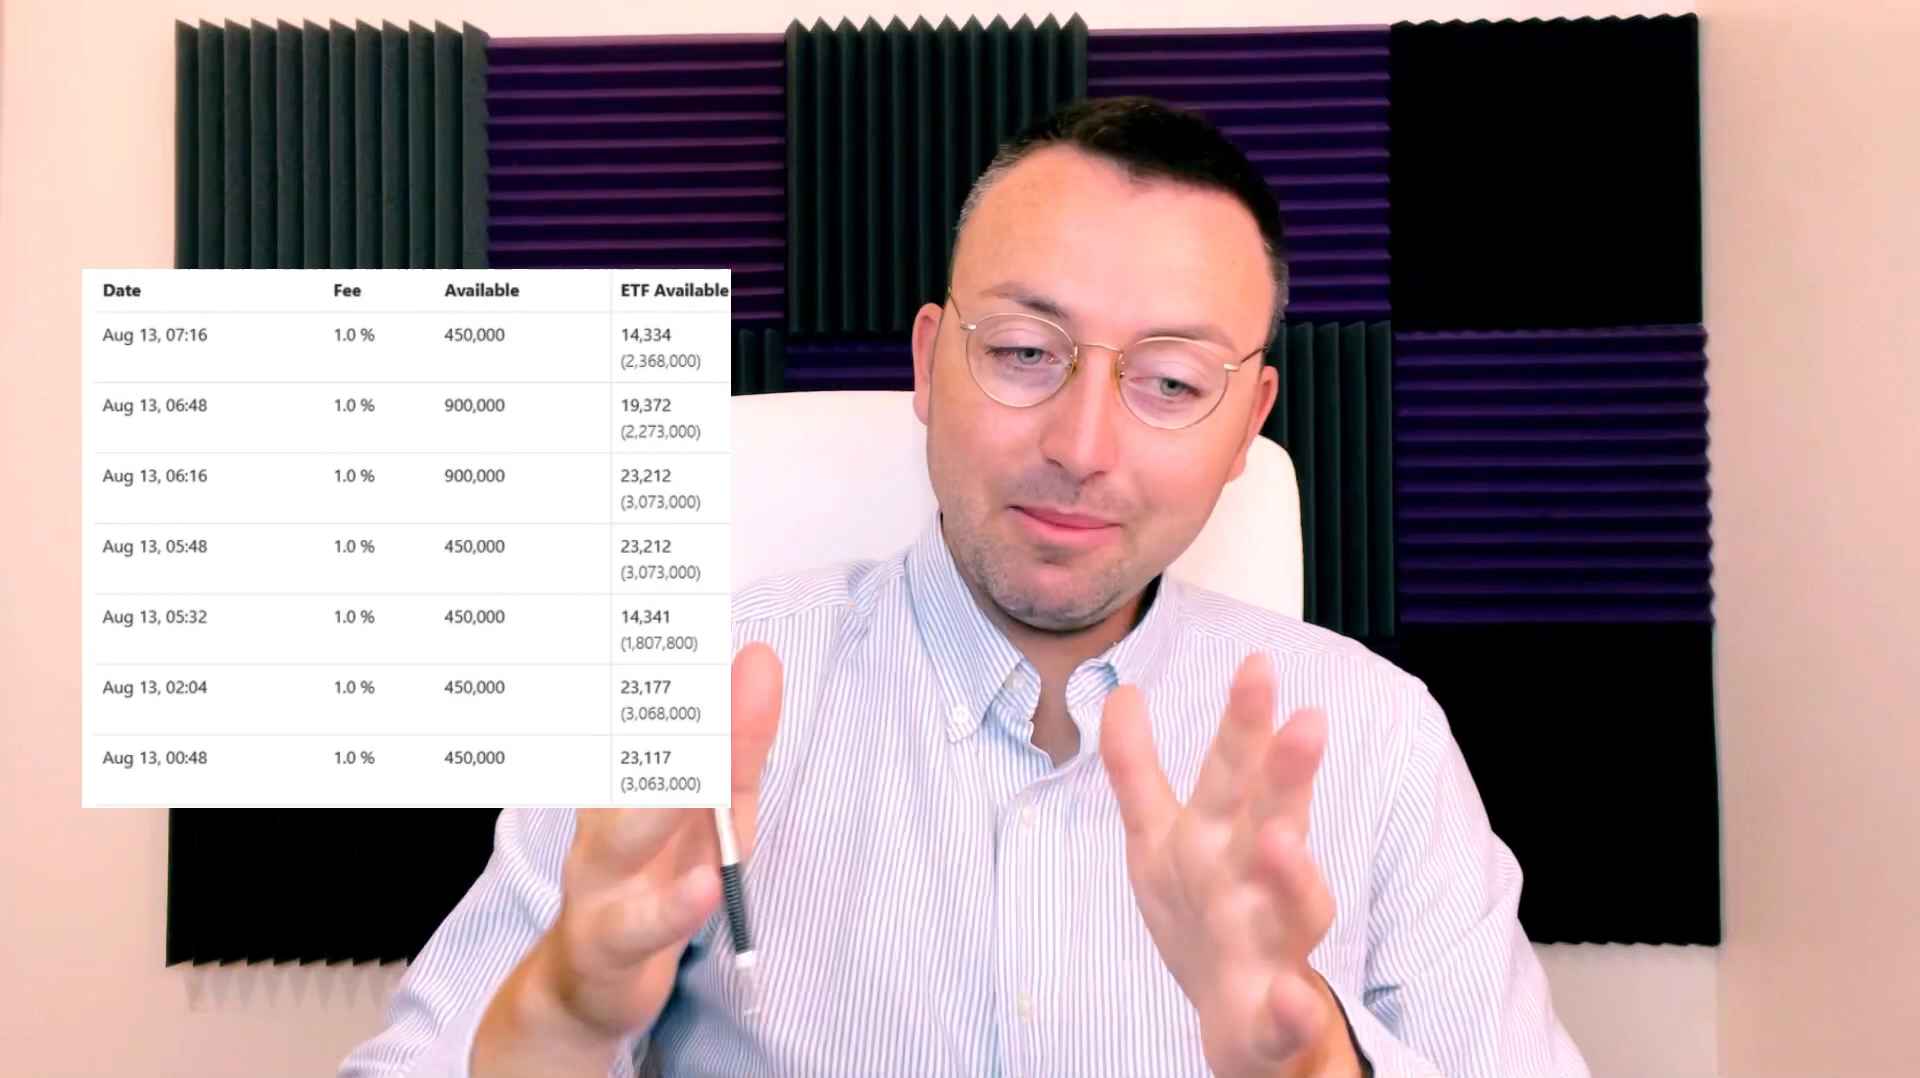 Date Fee Available ETF Available
Aug 13, 07:16 1.0 % 450,000 14,334
(2,368,000)
Aug 13, 06:48 1.0 % 900,000 19,372
(2,273,000)
Aug 13, 06:16 1.0 % 900,000 23,212
(3,073,000)
Aug 13, 05:48 1.0 % 450,000 23,212
(3,073,000)
Aug 13, 05:32 1.0 % 450,000 14,341
(1,807,800)
Aug 13, 02:04 1.0 % 450,000 23,177
(3,068,000)
Aug 13, 00:48 1.0 % 450,000 23,117
(3,063,000)